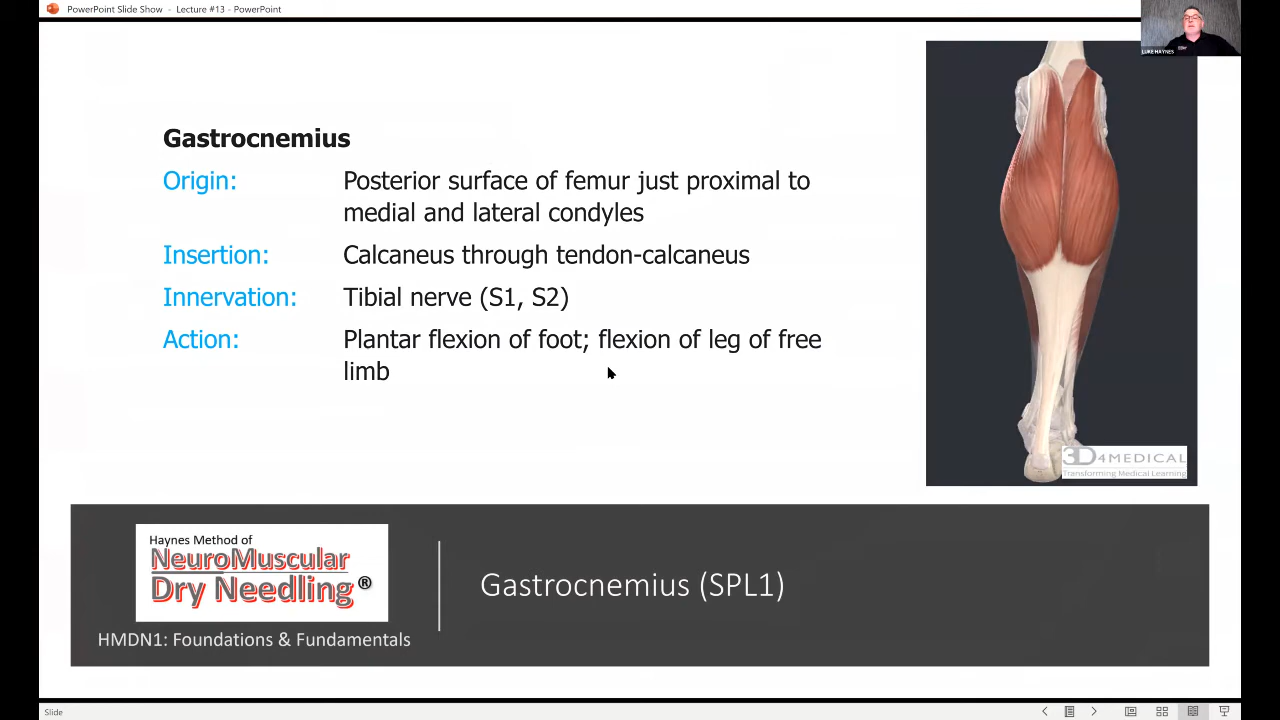 PowerPoint Slide Show - Lecture #13 - PowerPoint
LUKE HAYNES
Gastrocnemius
Origin: Posterior surface of femur just proximal to
medial and lateral condyles
Insertion: Calcaneus through tendon-calcaneus
Innervation: Tibial nerve (S1, S2)
Action: Plantar flexion of foot; flexion of leg of free
limb
3D4MEDICAL
Transforming Medical Learning
Haynes Method of
NeuroMuscular
Dry Needling®
HMDN1: Foundations & Fundamentals
Gastrocnemius (SPL1)
Slide